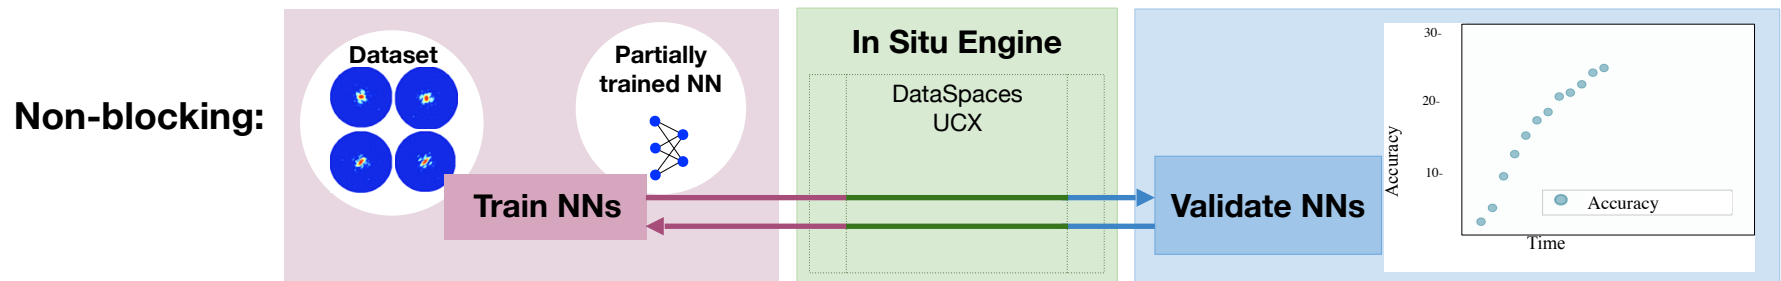 Non-blocking:
Dataset
Partially
trained NN
Train NNs
In Situ Engine
DataSpaces
UCX
Validate NNs
30-
20-
10-
Accuracy
Accuracy
Time